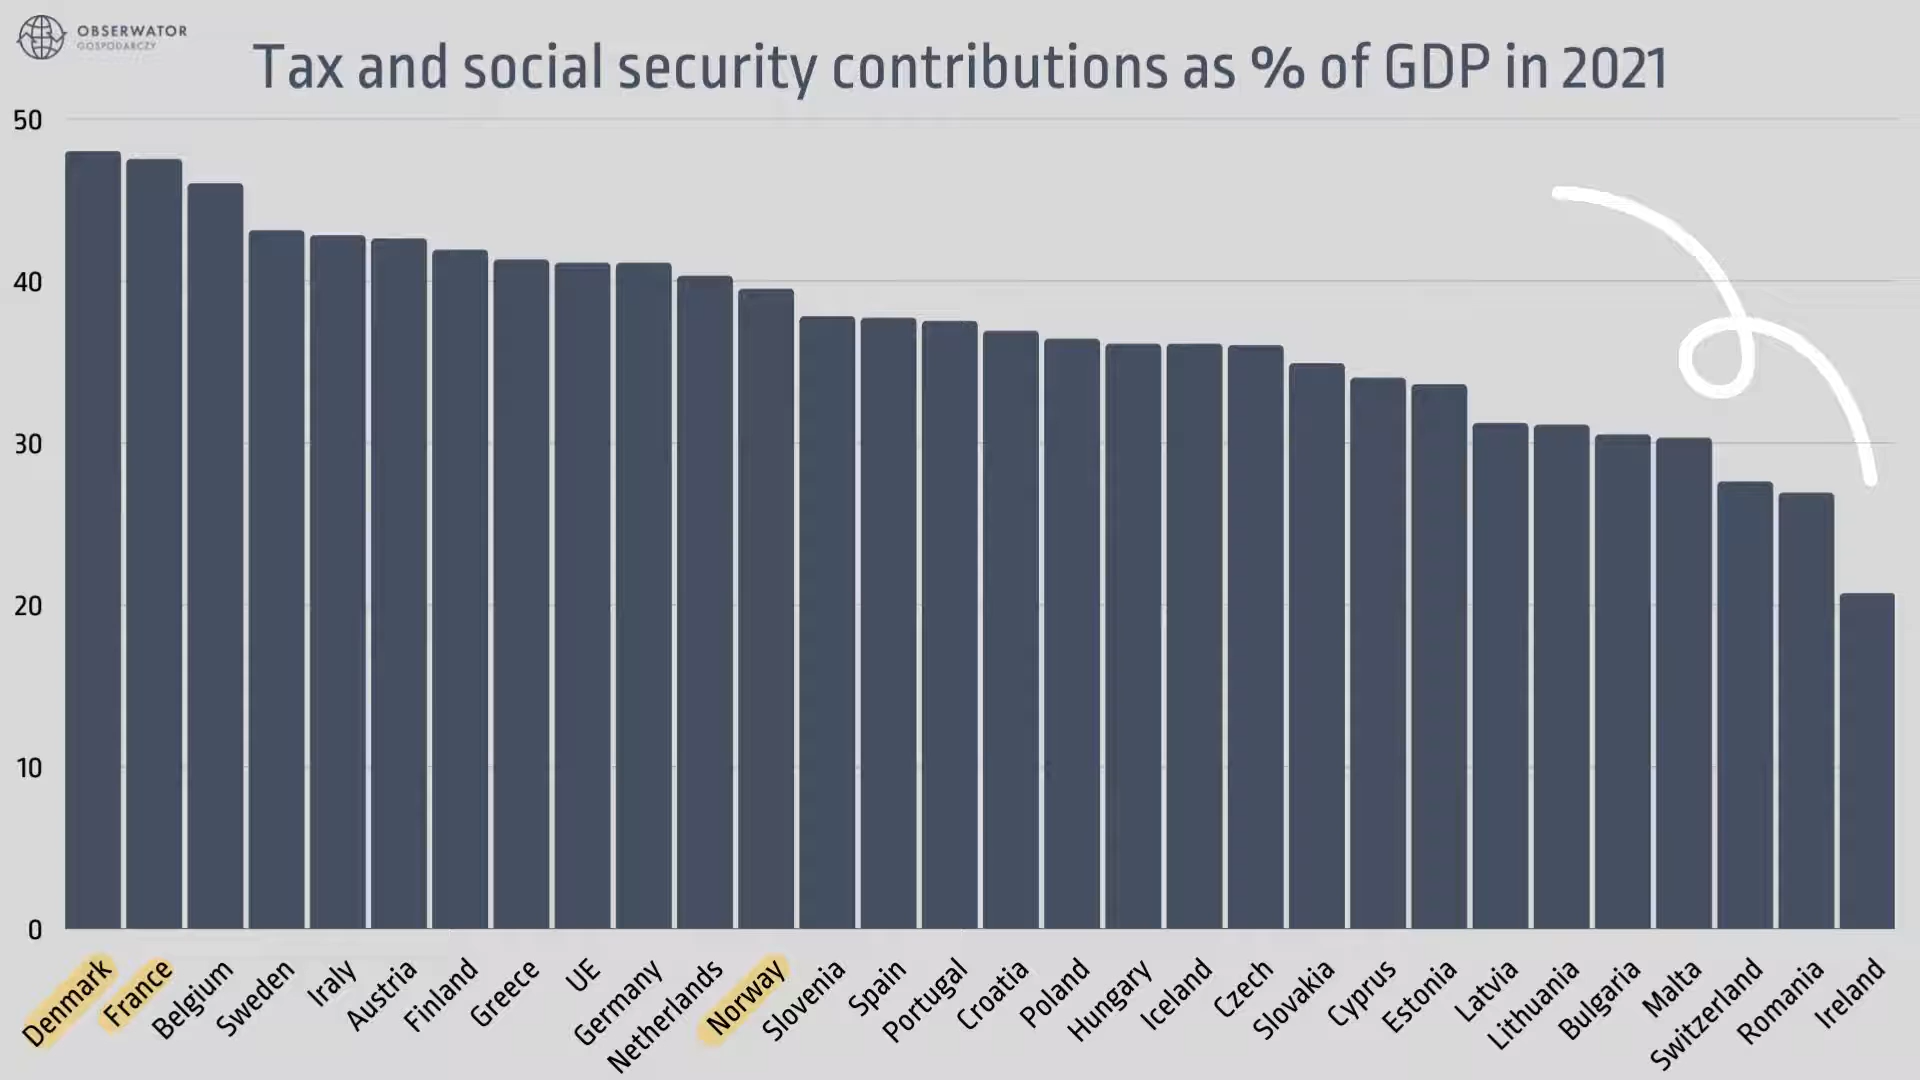 OBSERWATOR
GOSPODARCZY
Tax and social security contributions as % of GDP in 2021
50
40
30
20
10
0
Denmark
France
Belgium
Sweden
Iraly
Austria
Finland
Greece
UE
Germany
Netherlands
Norway
Slovenia
Spain
Portugal
Croatia
Poland
Hungary
Iceland
Czech
Slovakia
Cyprus
Estonia
Latvia
Lithuania
Bulgaria
Malta
Switzerland
Romania
Ireland